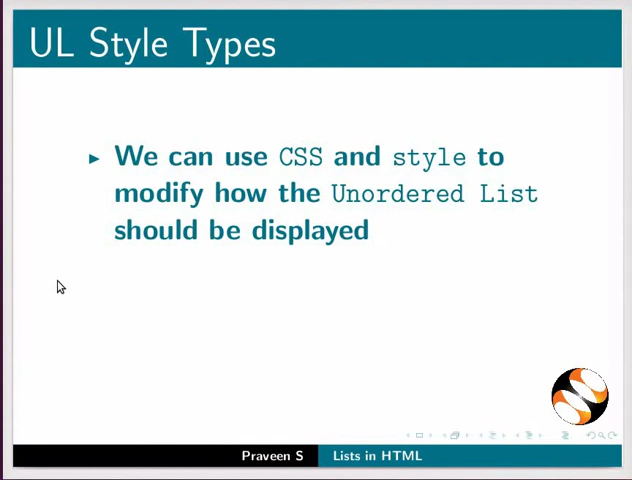 UL Style Types
We can use CSS and style to
modify how the Unordered List
should be displayed
Praveen S
Lists in HTML